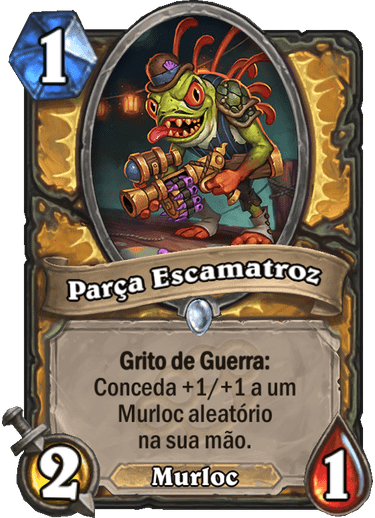 1
Parça Escamatroz
Grito de Guerra:
Conceda +1/+1 a um
Murloc aleatório
na sua mão.
2
Murloc
1